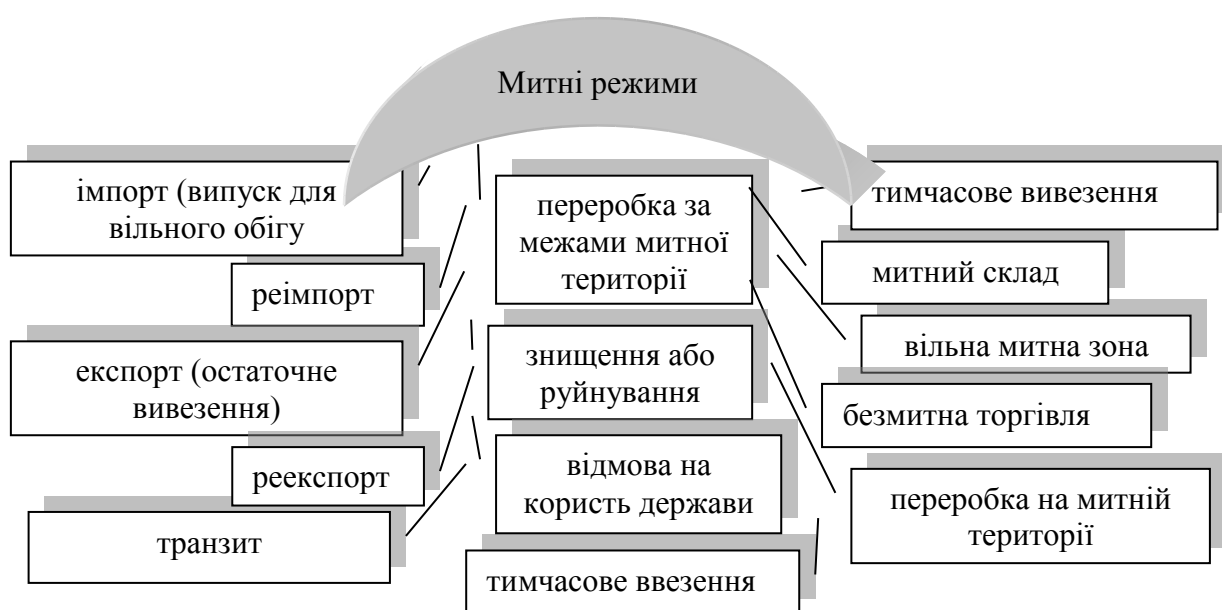 Митні режими
імпорт (випуск для
вільного обігу
реімпорт
експорт (остаточне
вивезення)
реекспорт
транзит
переробка за
межами митної
території
знищення або
руйнування
відмова на
користь держави
тимчасове ввезення
тимчасове вивезення
митний склад
вільна митна зона
безмитна торгівля
переробка на митній
території